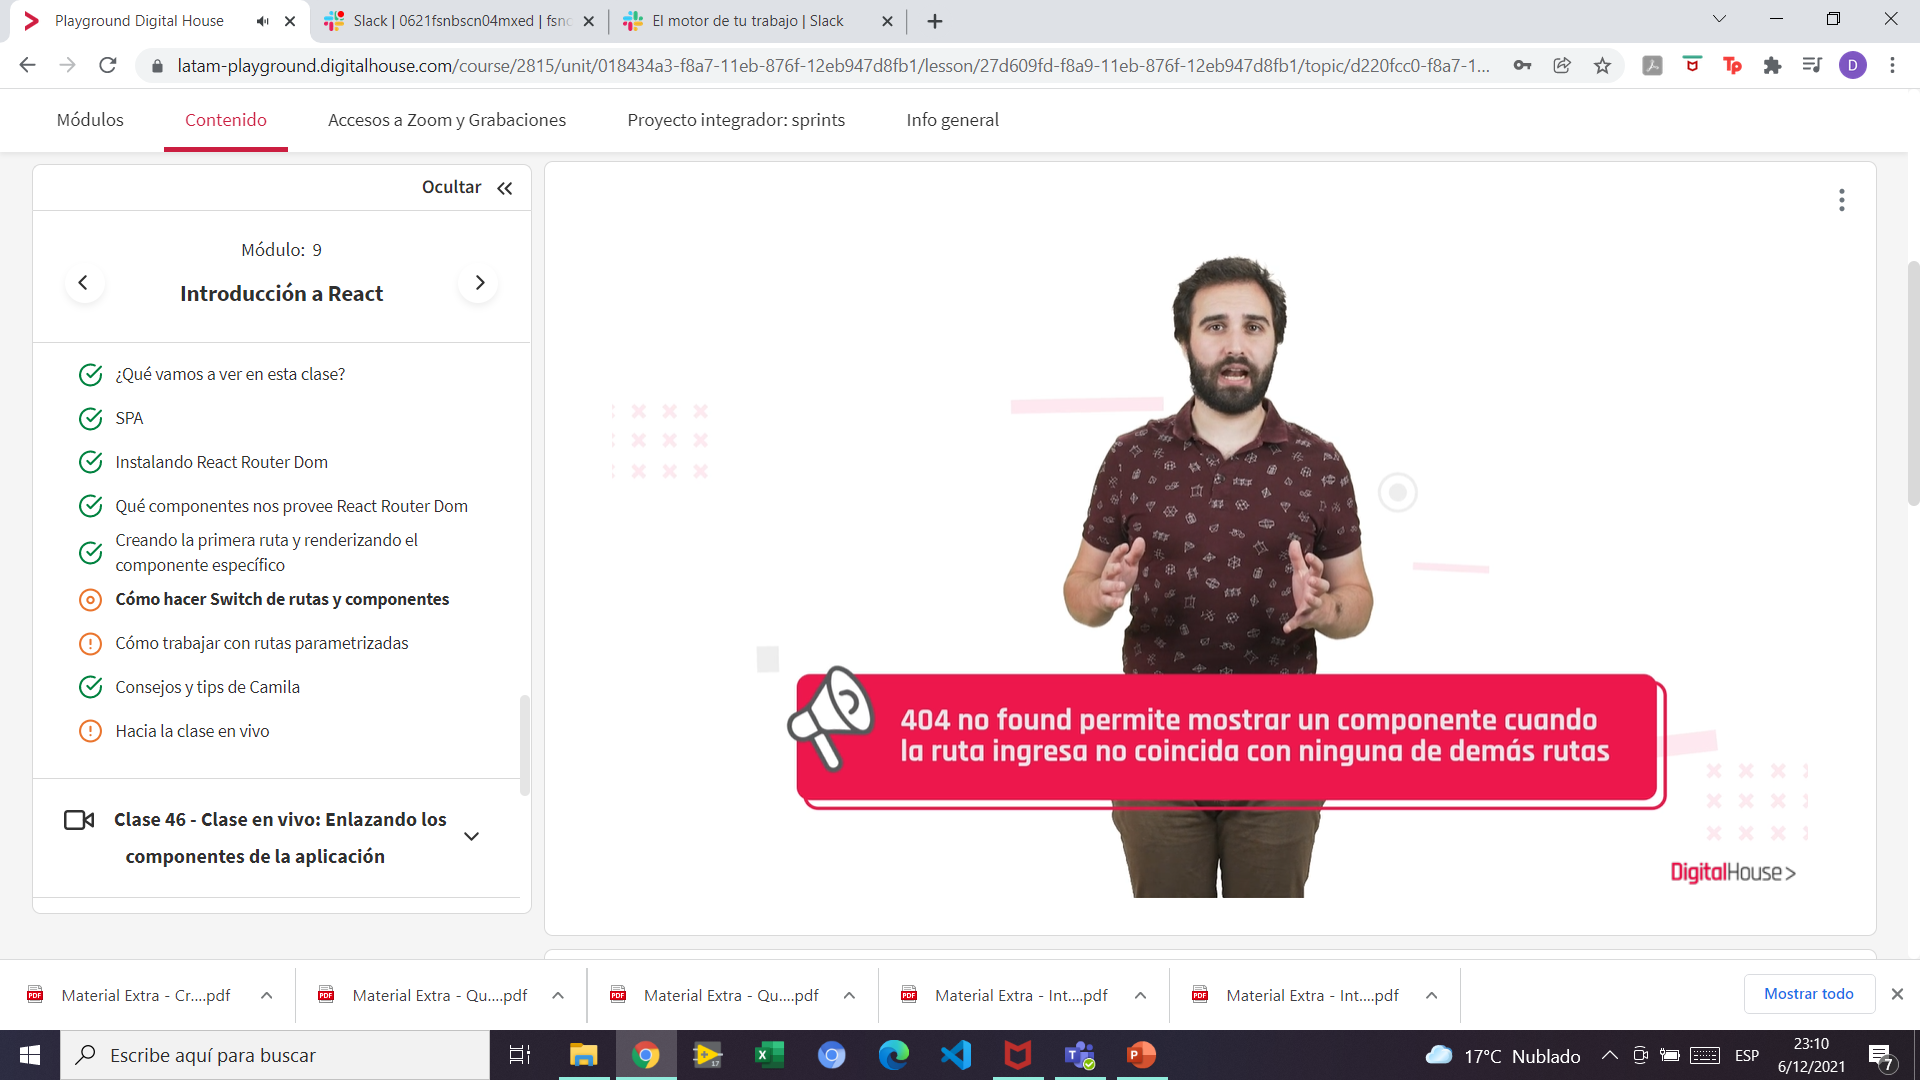 Playground Digital House
Slack | 0621fsnbscn04mxed | fsnc
El motor de tu trabajo | Slack
latam-playground.digitalhouse.com/course/2815/unit/018434a3-f8a7-11eb-876f-12eb947d8fb1/lesson/27d609fd-f8a9-11eb-876f-12eb947d8fb1/topic/d220fcc0-f8a7-1...
D
Módulos
Contenido
Accesos a Zoom y Grabaciones
Proyecto integrador: sprints
Info general
Ocultar
Módulo: 9
Introducción a React
¿Qué vamos a ver en esta clase?
SPA
Instalando React Router Dom
Qué componentes nos provee React Router Dom
Creando la primera ruta y renderizando el
componente específico
Cómo hacer Switch de rutas y componentes
Cómo trabajar con rutas parametrizadas
Consejos y tips de Camila
Hacia la clase en vivo
Clase 46 - Clase en vivo: Enlazando los
componentes de la aplicación
404 no found permite mostrar un componente cuando
la ruta ingresa no coincida con ninguna de demás rutas
DigitalHouse>
Material Extra - Cr....pdf
Material Extra - Qu....pdf
Material Extra - Qu....pdf
Material Extra - Int....pdf
Material Extra - Int....pdf
Mostrar todo
Escribe aquí para buscar
17°C Nublado
ESP
23:10
6/12/2021
7